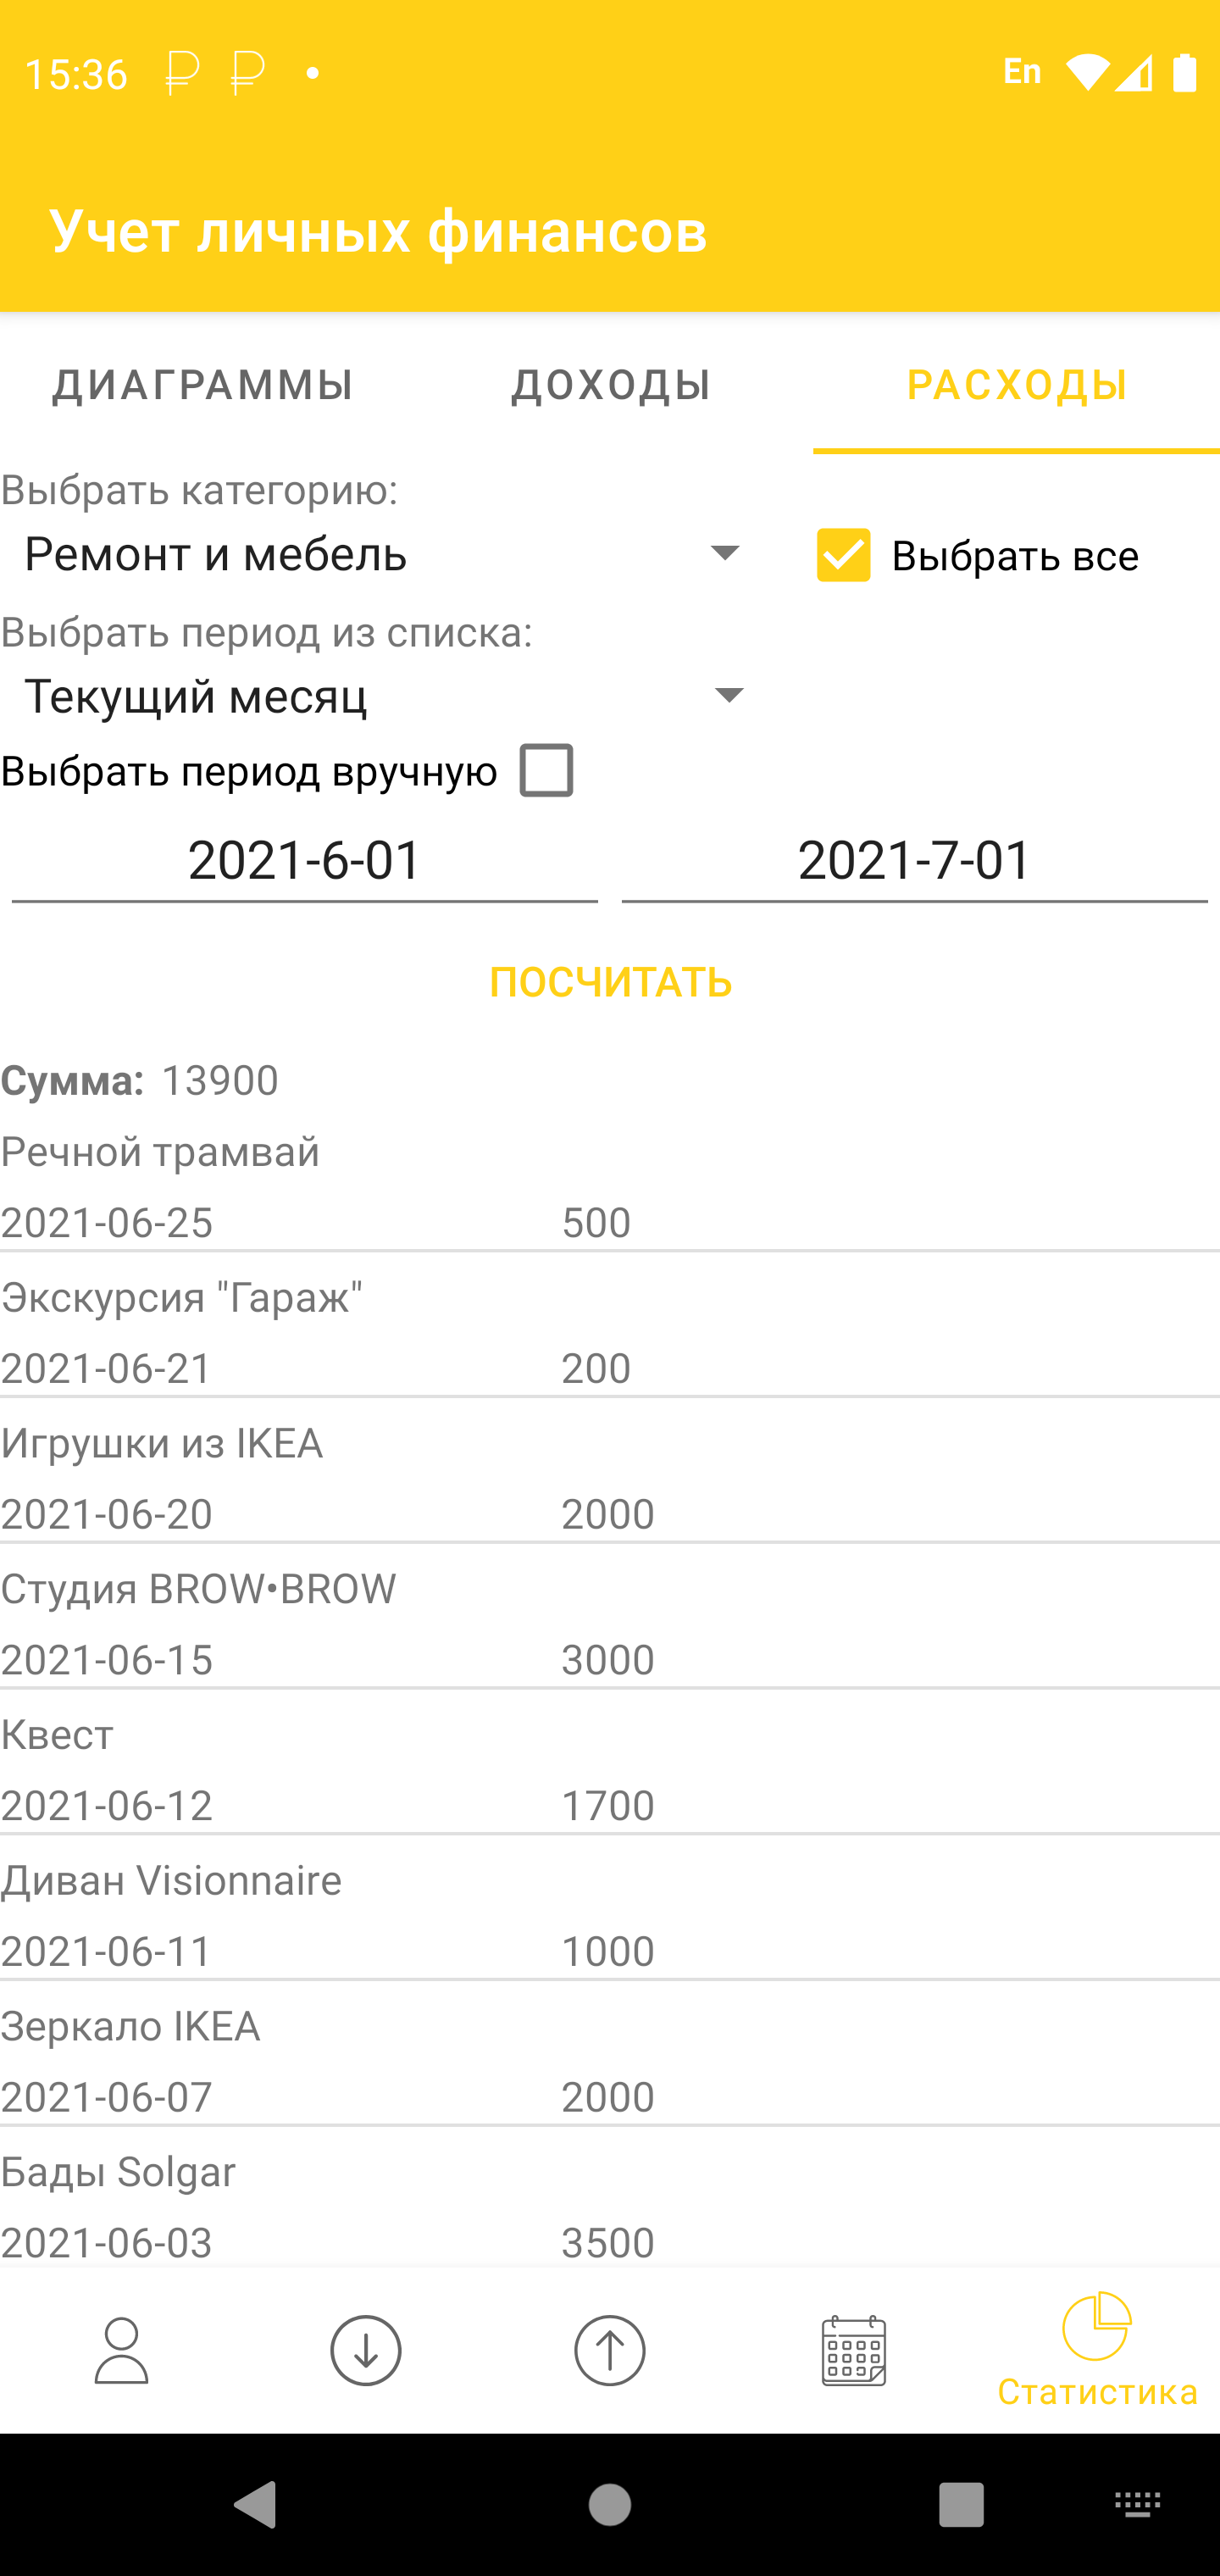 15:36
En
Учет личных финансов
ДИАГРАММЫ ДОХОДЫ РАСХОДЫ
Выбрать категорию:
Ремонт и мебель Выбрать все
Выбрать период из списка:
Текущий месяц
Выбрать период вручную
2021-6-01 2021-7-01
ПОСЧИТАТЬ
Сумма: 13900
Речной трамвай
2021-06-25 500
Экскурсия "Гараж"
2021-06-21 200
Игрушки из IKEA
2021-06-20 2000
Студия BROW•BROW
2021-06-15 3000
Квест
2021-06-12 1700
Диван Visionnaire
2021-06-11 1000
Зеркало IKEA
2021-06-07 2000
Бады Solgar
2021-06-03 3500
Статистика